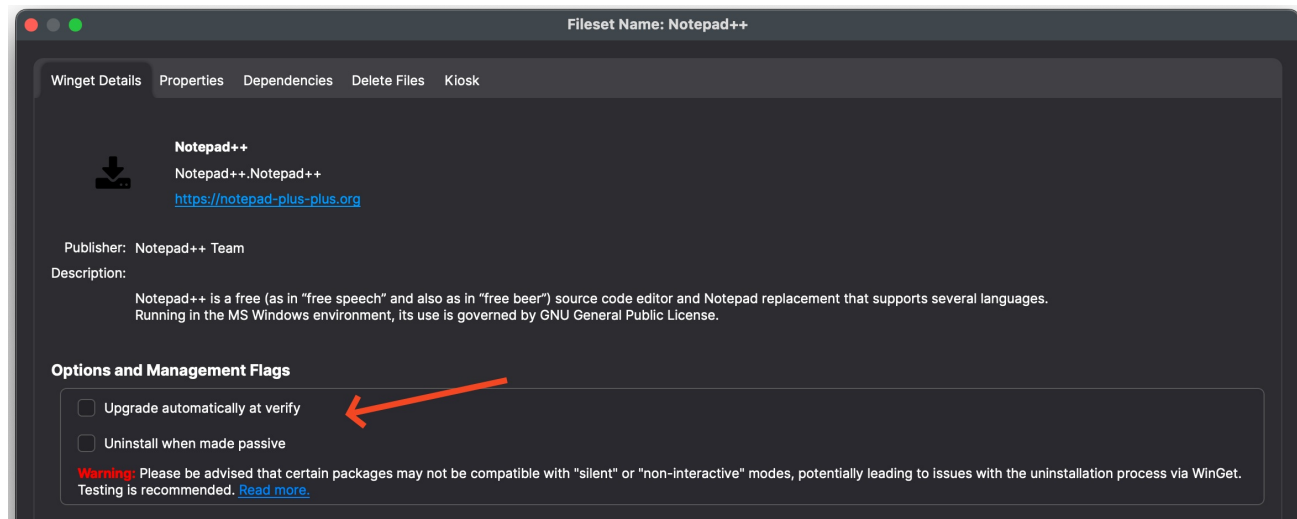 Fileset Name: Notepad++
Winget Details Properties Dependencies Delete Files Kiosk
Notepad++
Notepad++.Notepad++
https://notepad-plus-plus.org
Publisher: Notepad++ Team
Description:
Notepad++ is a free (as in “free speech” and also as in “free beer”) source code editor and Notepad replacement that supports several languages.
Running in the MS Windows environment, its use is governed by GNU General Public License.
Options and Management Flags
Upgrade automatically at verify
Uninstall when made passive
Warning: Please be advised that certain packages may not be compatible with "silent" or "non-interactive" modes, potentially leading to issues with the uninstallation process via WinGet.
Testing is recommended. Read more.